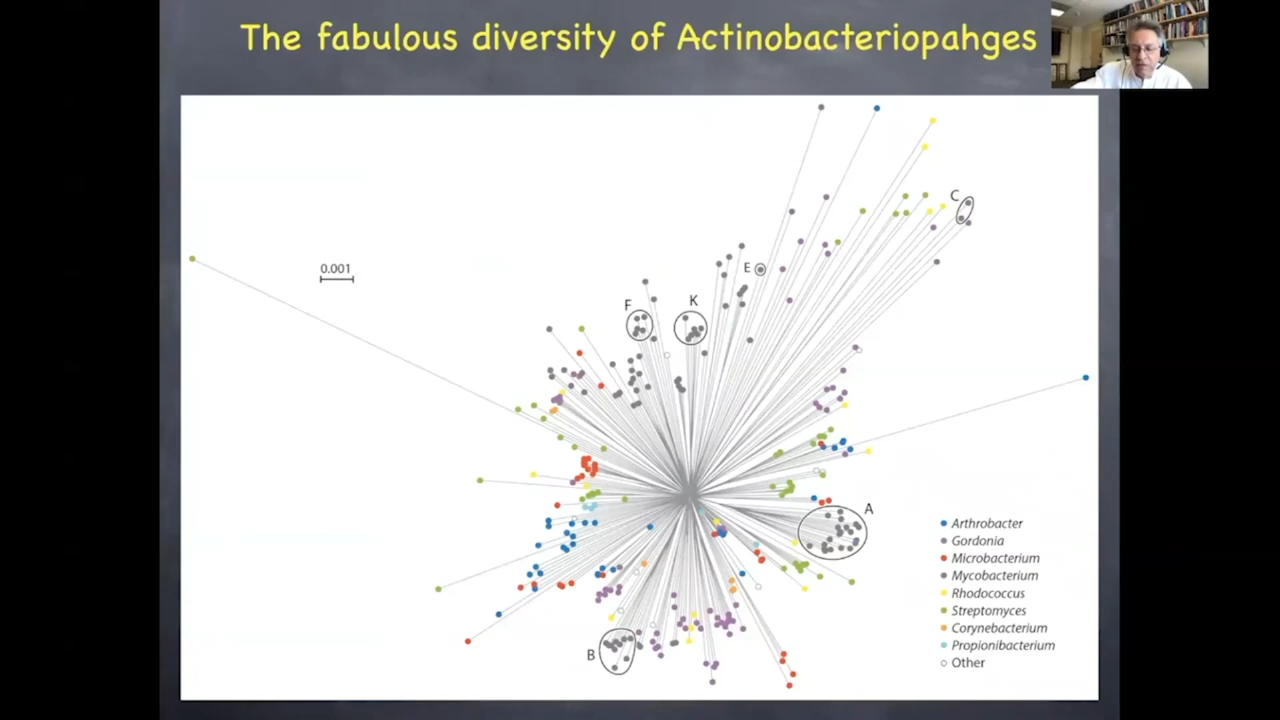 The fabulous diversity of Actinobacteriopahges
C
0.001
E
F
K
A
Arthrobacter
Gordonia
Microbacterium
Mycobacterium
Rhodococcus
Streptomyces
Corynebacterium
Propionibacterium
Other
B